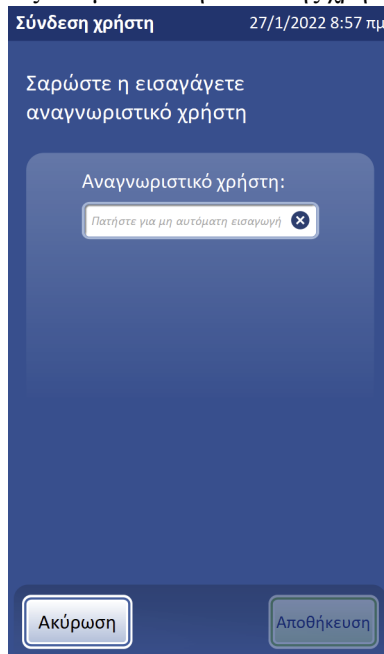 Σύνδεση χρήστη 27/1/2022 8:57 πμ
Σαρώστε η εισαγάγετε
αναγνωριστικό χρήστη
Αναγνωριστικό χρήστη:
Πατήστε για μη αυτόματη εισαγωγή
Ακύρωση Αποθήκευση